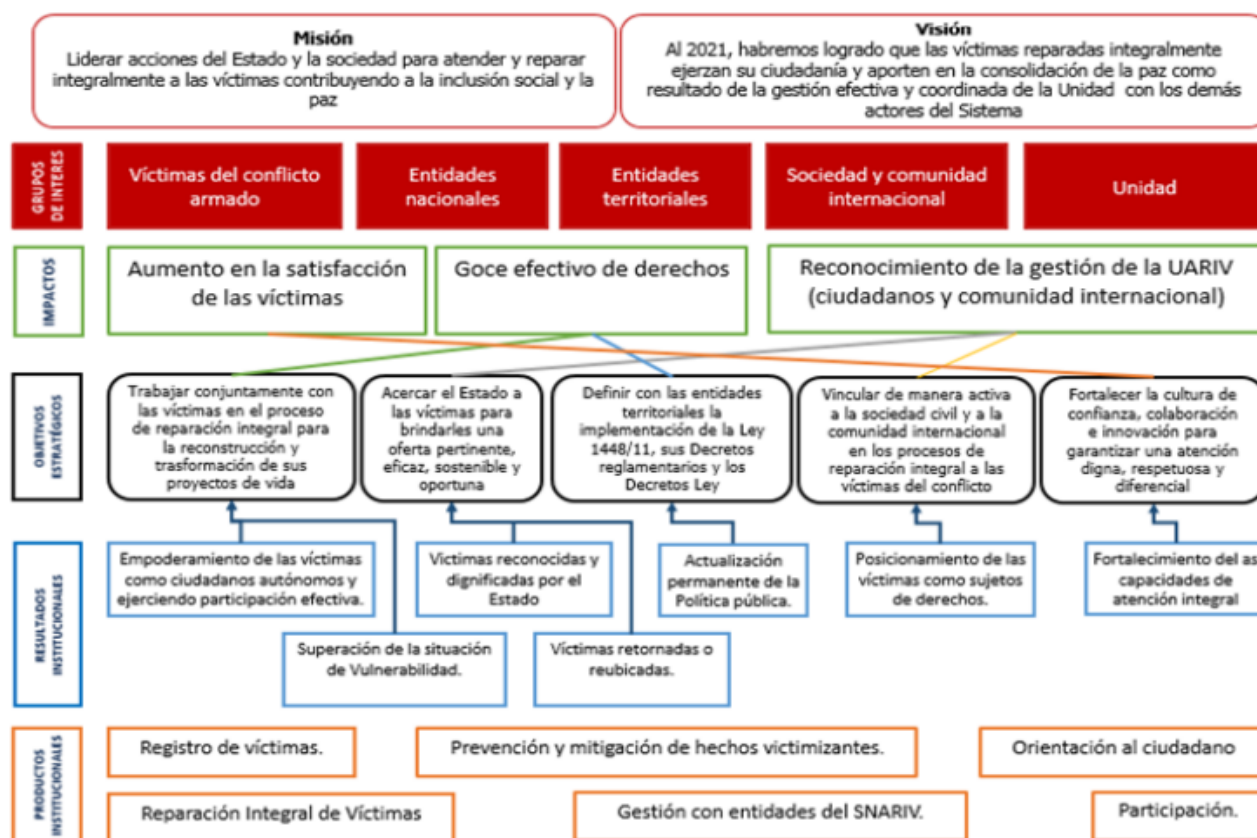 Misión
Liderar acciones del Estado y la sociedad para atender y reparar
integralmente a las víctimas contribuyendo a la inclusión social y la
paz
Visión
Al 2021, habremos logrado que las víctimas reparadas integralmente
ejerzan su ciudadanía y aporten en la consolidación de la paz como
resultado de la gestión efectiva y coordinada de la Unidad con los demás
actores del Sistema
GRUPOS
DE INTERES
Víctimas del conflicto
armado
Entidades
nacionales
Entidades
territoriales
Sociedad y comunidad
internacional
Unidad
IMPACTOS
Aumento en la satisfacción
de las víctimas
Goce efectivo de derechos
Reconocimiento de la gestión de la UARIV
(ciudadanos y comunidad internacional)
OBJETIVOS
ESTRATÉGICOS
Trabajar conjuntamente con
las víctimas en el proceso
de reparación integral para
la reconstrucción y
trasformación de sus
proyectos de vida
Acercar el Estado a
las víctimas para
brindarles una
oferta pertinente,
eficaz, sostenible y
oportuna
Definir con las entidades
territoriales la
implementación de la Ley
1448/11, sus Decretos
reglamentarios y los
Decretos Ley
Vincular de manera activa
a la sociedad civil y a la
comunidad internacional
en los procesos de
reparación integral a las
víctimas del conflicto
Fortalecer la cultura de
confianza, colaboración
e innovación para
garantizar una atención
digna, respetuosa y
diferencial
RESULTADOS
INSTITUCIONALES
Empoderamiento de las víctimas
como ciudadanos autónomos y
ejerciendo participación efectiva.
Victimas reconocidas y
dignificadas por el
Estado
Actualización
permanente de la
Política pública.
Posicionamiento de las
víctimas como sujetos
de derechos.
Fortalecimiento del as
capacidades de
atención integral
Superación de la situación
de Vulnerabilidad.
Víctimas retornadas o
reubicadas.
PRODUCTOS
INSTITUCIONALES
Registro de víctimas.
Prevención y mitigación de hechos victimizantes.
Orientación al ciudadano
Reparación Integral de Víctimas
Gestión con entidades del SNARIV.
Participación.